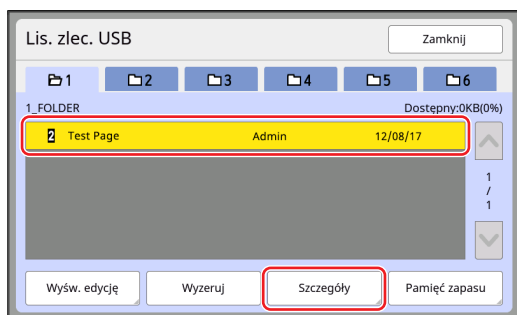 Lis. zlec. USB
Zamknij
1 2 3 4 5 6
1_FOLDER Dostępny:0KB(0%)
2 Test Page Admin 12/08/17
1
/
1
Wyśw. edycję Wyzeruj Szczegóły Pamięć zapasu